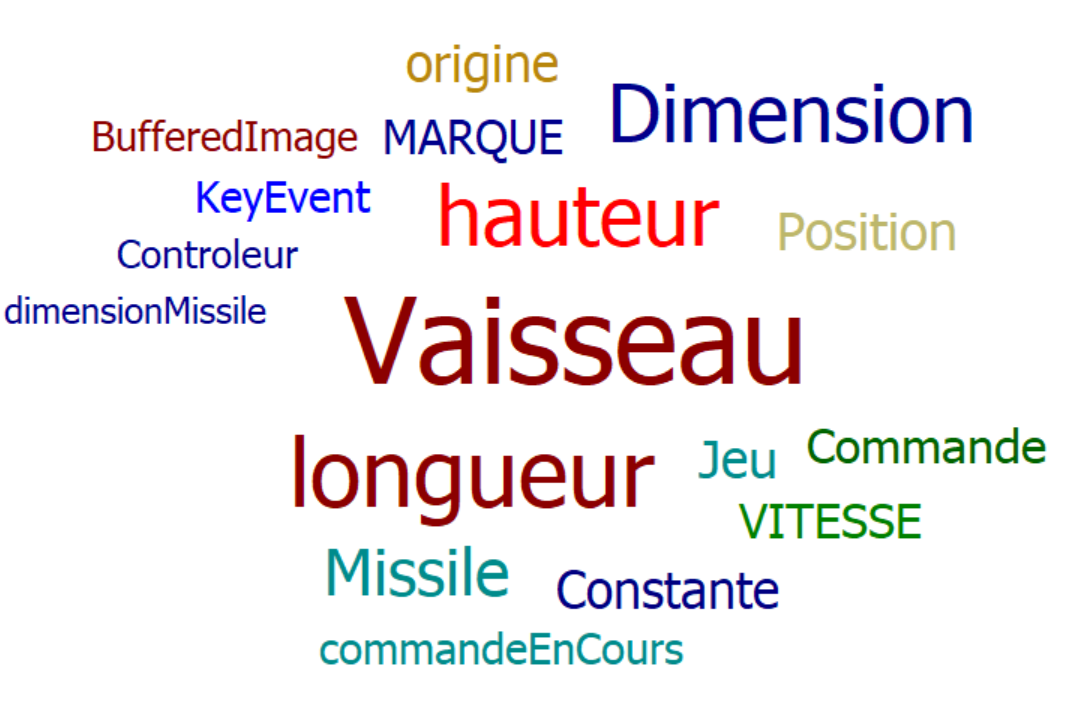 origine
Dimension
BufferedImage MARQUE
KeyEvent
hauteur
Position
Controleur
dimensionMissile
Vaisseau
longueur
Jeu Commande
VITESSE
Missile
Constante
commandeEnCours